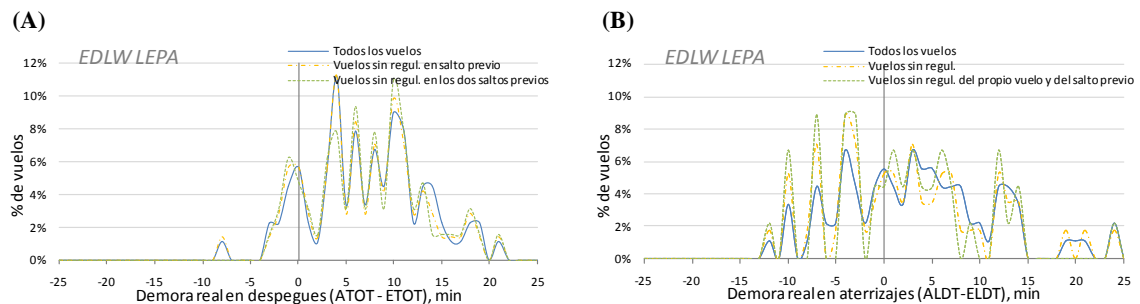 (A)
EDLW LEPA
Todos los vuelos
Vuelos sin regul. en salto previo
Vuelos sin regul. en los dos saltos previos
% de vuelos
12%
10%
8%
6%
4%
2%
0%
-25 -20 -15 -10 -5 0 5 10 15 20 25
Demora real en despegues (ATOT - ETOT), min
(B)
EDLW LEPA
Todos los vuelos
Vuelos sin regul.
Vuelos sin regul. del propio vuelo y del salto previo
% de vuelos
12%
10%
8%
6%
4%
2%
0%
-25 -20 -15 -10 -5 0 5 10 15 20 25
Demora real en aterrizajes (ALDT-ELDT), min